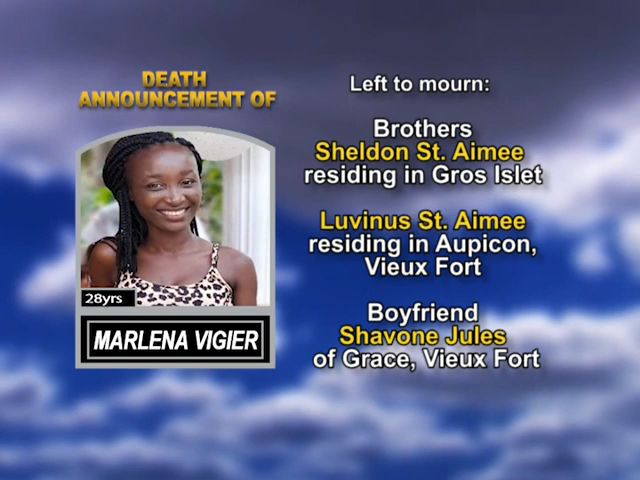 DEATH
ANNOUNCEMENT OF
28yrs
MARLENA VIGIER
Left to mourn:
Brothers
Sheldon St. Aimee
residing in Gros Islet
Luvinus St. Aimee
residing in Aupicon,
Vieux Fort
Boyfriend
Shavone Jules
of Grace, Vieux Fort